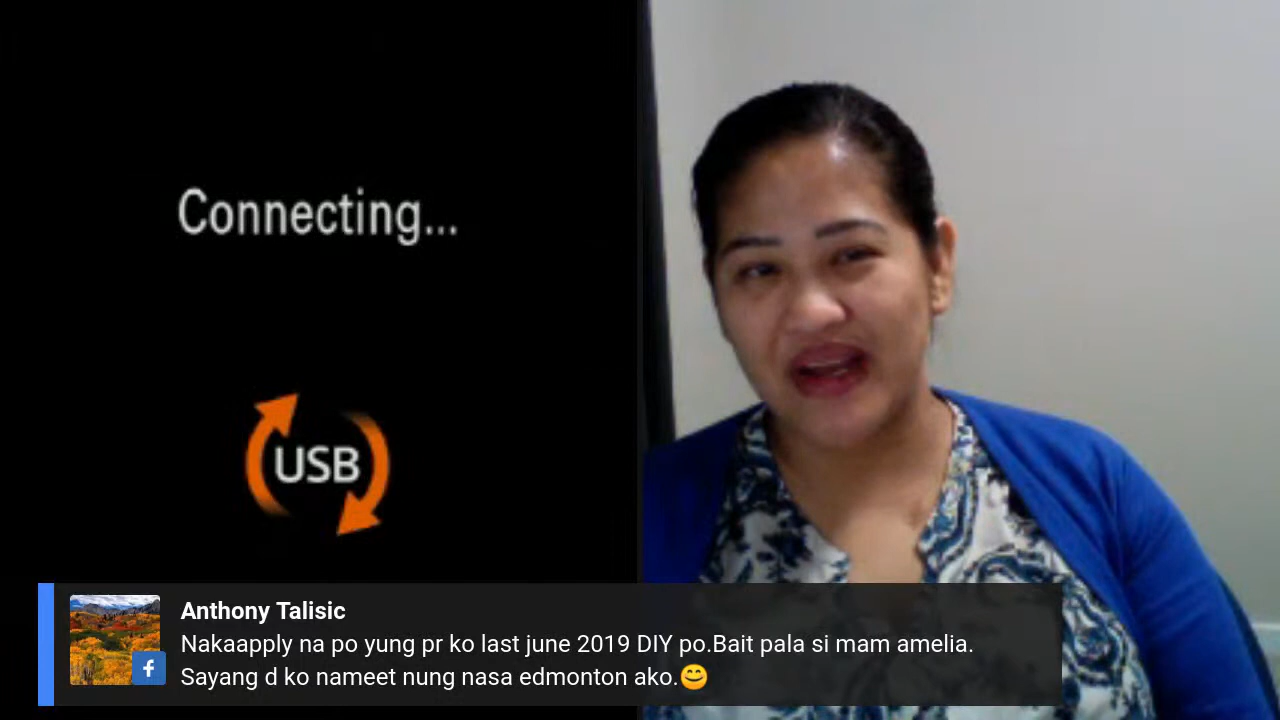 Connecting...
USB
Anthony Talisic
Nakaapply na po yung pr ko last june 2019 DIY po.Bait pala si mam amelia.
Sayang d ko nameet nung nasa edmonton ako.😊